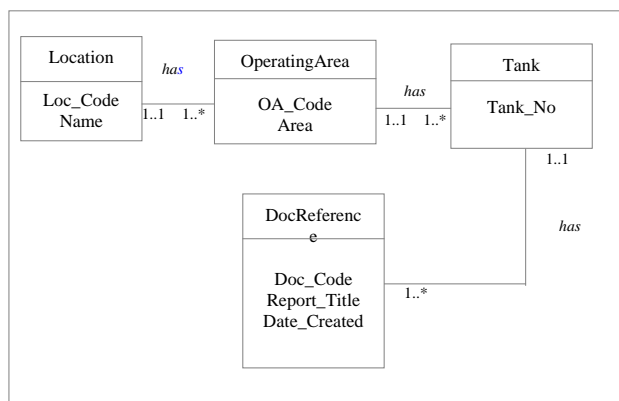 Location
Loc_Code
Name
has
1..1 1..*
OperatingArea
OA_Code
Area
has
1..1 1..*
Tank
Tank_No
1..1
has
DocReferenc
e
Doc_Code
Report_Title
Date_Created
1..*